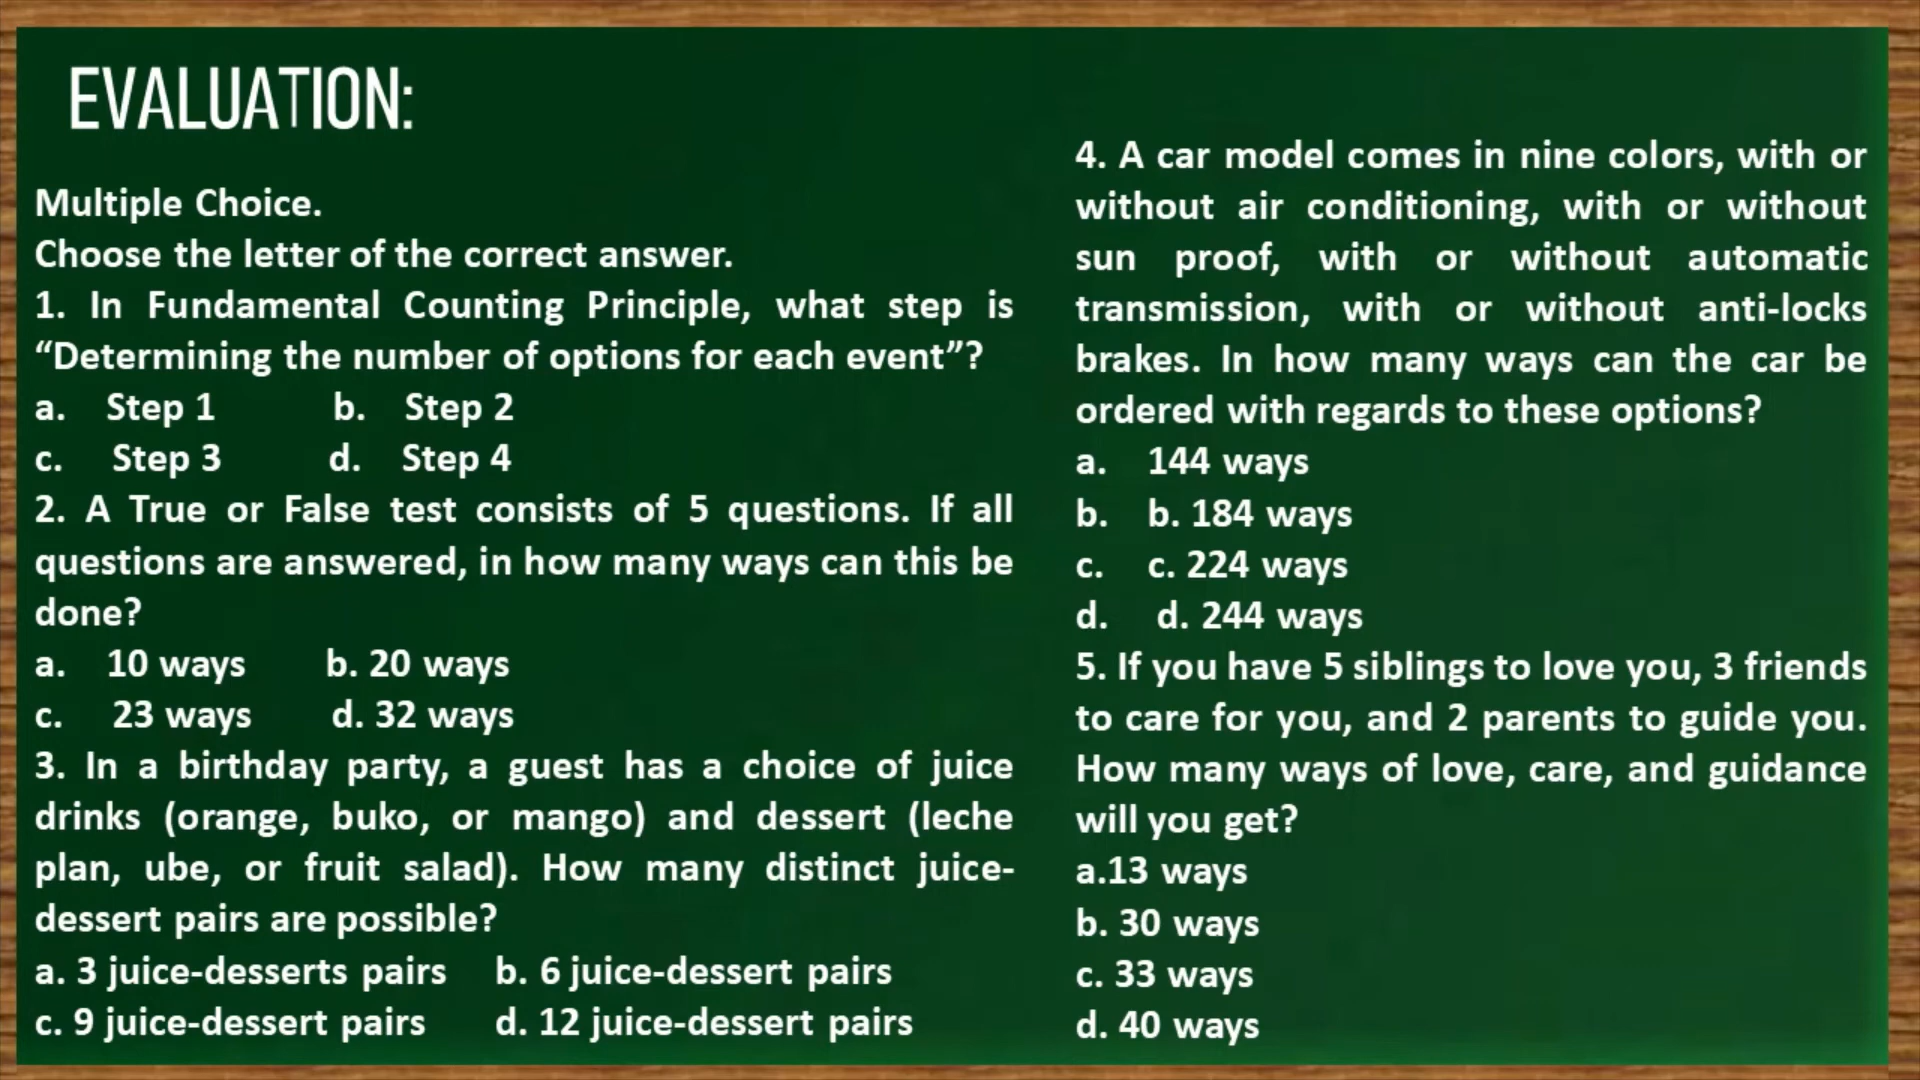 EVALUATION:
Multiple Choice.
Choose the letter of the correct answer.
1. In Fundamental Counting Principle, what step is
“Determining the number of options for each event”?
a. Step 1 b. Step 2
c. Step 3 d. Step 4
2. A True or False test consists of 5 questions. If all
questions are answered, in how many ways can this be
done?
a. 10 ways b. 20 ways
c. 23 ways d. 32 ways
3. In a birthday party, a guest has a choice of juice
drinks (orange, buko, or mango) and dessert (leche
plan, ube, or fruit salad). How many distinct juice-
dessert pairs are possible?
a. 3 juice-desserts pairs b. 6 juice-dessert pairs
c. 9 juice-dessert pairs d. 12 juice-dessert pairs
4. A car model comes in nine colors, with or
without air conditioning, with or without
sun proof, with or without automatic
transmission, with or without anti-locks
brakes. In how many ways can the car be
ordered with regards to these options?
a. 144 ways
b. b. 184 ways
c. c. 224 ways
d. d. 244 ways
5. If you have 5 siblings to love you, 3 friends
to care for you, and 2 parents to guide you.
How many ways of love, care, and guidance
will you get?
a.13 ways
b. 30 ways
c. 33 ways
d. 40 ways